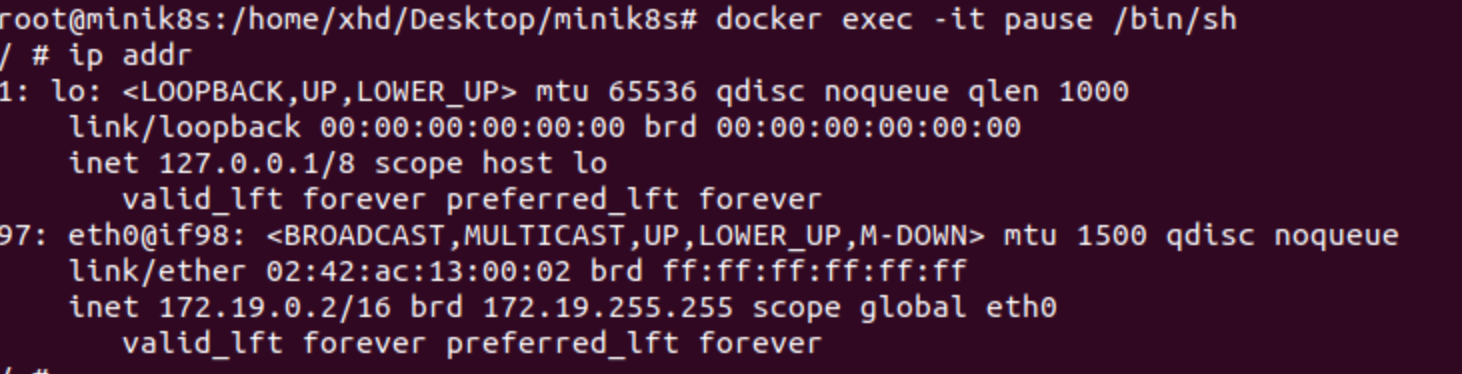 root@minik8s:/home/xhd/Desktop/minik8s# docker exec -it pause /bin/sh
/ # ip addr
1: lo: <LOOPBACK,UP,LOWER_UP> mtu 65536 qdisc noqueue qlen 1000
    link/loopback 00:00:00:00:00:00 brd 00:00:00:00:00:00
    inet 127.0.0.1/8 scope host lo
       valid_lft forever preferred_lft forever
97: eth0@if98: <BROADCAST,MULTICAST,UP,LOWER_UP,M-DOWN> mtu 1500 qdisc noqueue
    link/ether 02:42:ac:13:00:02 brd ff:ff:ff:ff:ff:ff
    inet 172.19.0.2/16 brd 172.19.255.255 scope global eth0
       valid_lft forever preferred_lft forever
/ #